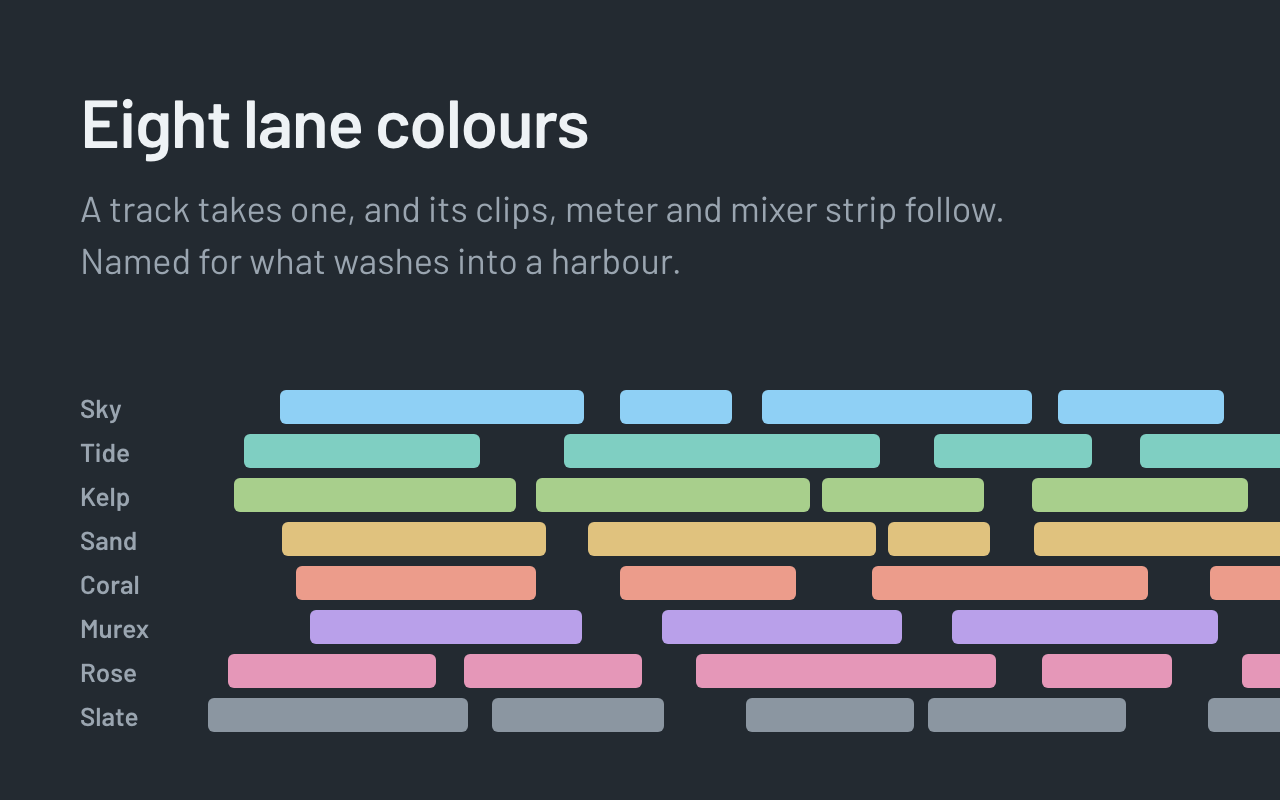 Eight lane colours
A track takes one, and its clips, meter and mixer strip follow.
Named for what washes into a harbour.
Sky
Tide
Kelp
Sand
Coral
Murex
Rose
Slate